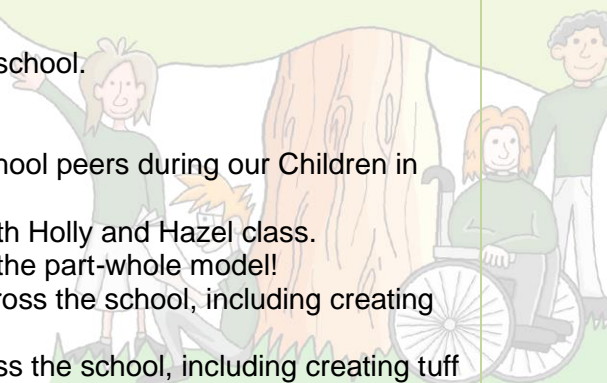 school.
hool peers during our Children in
th Holly and Hazel class.
the part-whole model!
ross the school, including creating
ss the school, including creating tuff